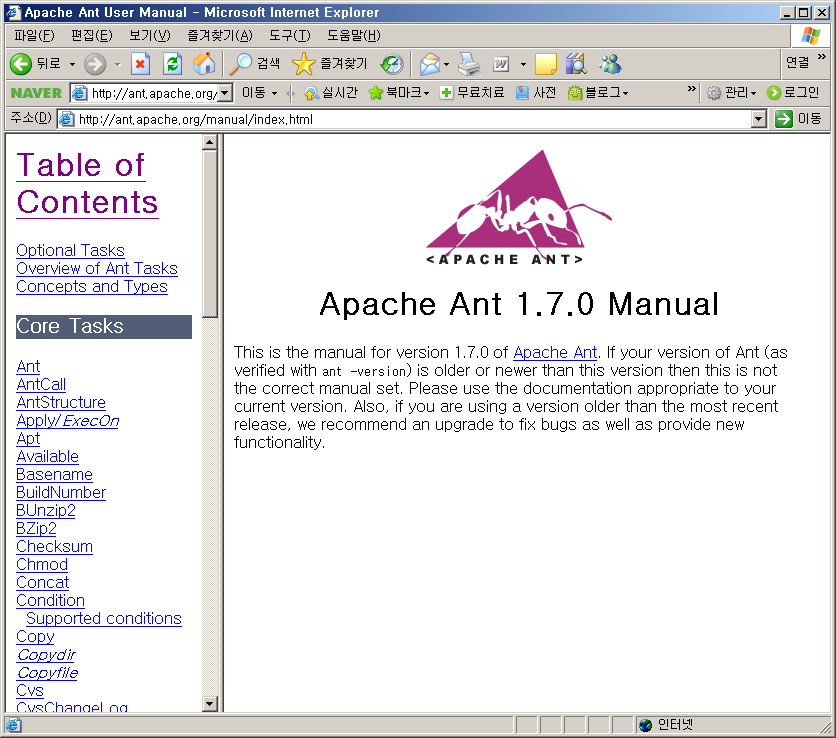 Apache Ant User Manual - Microsoft Internet Explorer
파일(F) 편집(E) 보기(V) 즐겨찾기(A) 도구(T) 도움말(H)
뒤로 검색 즐겨찾기 W 연결 »
NAVER http://ant.apache.org/ 이동 실시간 북마크 무료치료 사전 블로그 » 관리 로그인
주소(D) http://ant.apache.org/manual/index.html 이동
Table of
Contents
Optional Tasks
Overview of Ant Tasks
Concepts and Types
Core Tasks
Ant
AntCall
AntStructure
Apply/ExecOn
Apt
Available
Basename
BuildNumber
BUnzip2
BZip2
Checksum
Chmod
Concat
Condition
Supported conditions
Copy
Copydir
Copyfile
Cvs
CvsChangeLog
<APACHE ANT>
Apache Ant 1.7.0 Manual
This is the manual for version 1.7.0 of Apache Ant. If your version of Ant (as
verified with ant -version) is older or newer than this version then this is not
the correct manual set. Please use the documentation appropriate to your
current version. Also, if you are using a version older than the most recent
release, we recommend an upgrade to fix bugs as well as provide new
functionality.
인터넷